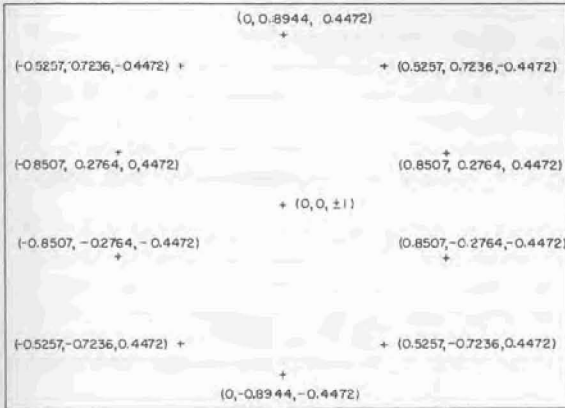 (0, 0.8944, 0.4472)
(-0.5257, 0.7236, -0.4472) +
+ (0.5257, 0.7236, -0.4472)
(-0.8507, 0.2764, 0,4472)
(0.8507, 0.2764, 0.4472)
+ (0, 0, ±1)
(-0.8507, -0.2764, -0.4472)
(0.8507, -0.2764, -0.4472)
(-0.5257, -0.7236, 0.4472) +
+ (0.5257, -0.7236, 0.4472)
(0, -0.8944, -0.4472)